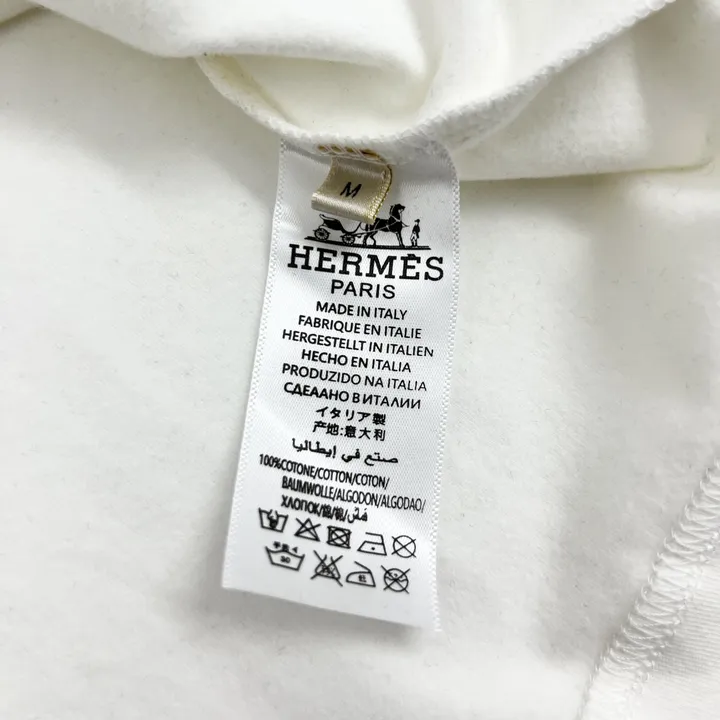 M
HERMÈS
PARIS
MADE IN ITALY
FABRIQUE EN ITALIE
HERGESTELLT IN ITALIEN
HECHO EN ITALIA
PRODUZIDO NA ITALIA
СДЕАНО В ИТАЛИИ
イタリア製
产地:意大利
صنع في إيطاليا
100%COTONE/COTTON/COTON/
BAUMWOLLE/ALGODON/ALGODAO/
ХЛОПОК/棉/綿/